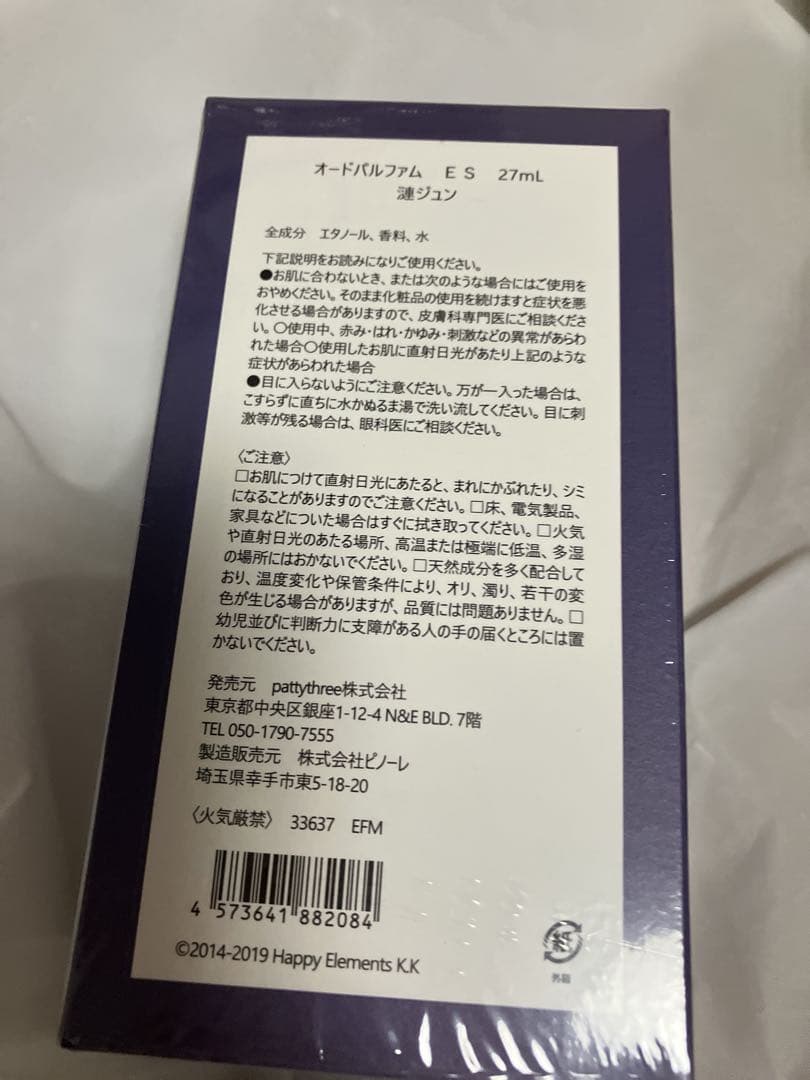 オードパルファム　ＥＳ　27mL
漣ジュン
全成分　エタノール、香料、水
下記説明をお読みになりご使用ください。
●お肌に合わないとき、または次のような場合にはご使用を
おやめください。そのまま化粧品の使用を続けますと症状を悪
化させる場合がありますので、皮膚科専門医にご相談くださ
い。〇使用中、赤み・はれ・かゆみ・刺激などの異常があらわ
れた場合〇使用したお肌に直射日光があたり上記のような
症状があらわれた場合
●目に入らないようにご注意ください。万が一入った場合は、
こすらずに直ちに水かぬるま湯で洗い流してください。目に刺
激等が残る場合は、眼科医にご相談ください。
〈ご注意〉
□お肌につけて直射日光にあたると、まれにかぶれたり、シミ
になることがありますのでご注意ください。□床、電気製品、
家具などについた場合はすぐに拭き取ってください。□火気
や直射日光のあたる場所、高温または極端に低温、多湿
の場所にはおかないでください。□天然成分を多く配合して
おり、温度変化や保管条件により、オリ、濁り、若干の変
色が生じる場合がありますが、品質には問題ありません。□
幼児並びに判断力に支障がある人の手の届くところには置
かないでください。
発売元　pattythree株式会社
東京都中央区銀座1-12-4 N&E BLD. 7階
TEL 050-1790-7555
製造販売元　株式会社ピノーレ
埼玉県幸手市東5-18-20
〈火気厳禁〉　33637　EFM
4 573641 882084
©2014-2019 Happy Elements K.K
紙
外箱